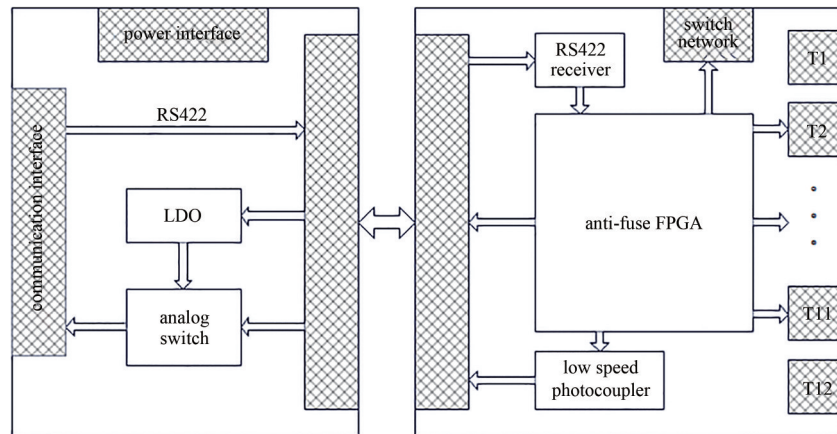 power interface
communication interface
RS422
LDO
analog
switch
RS422
receiver
switch
network
anti-fuse FPGA
low speed
photocoupler
T1
T2
T11
T12